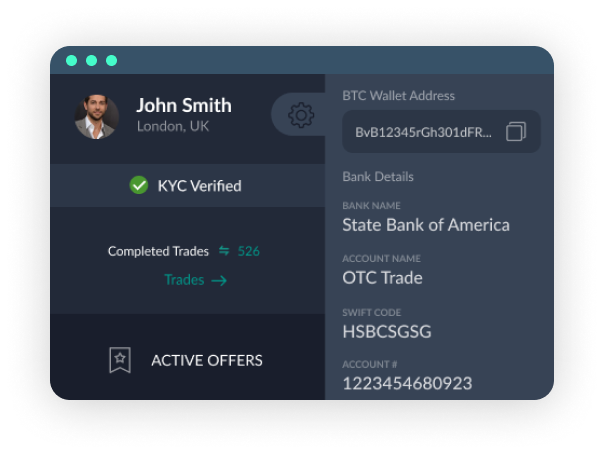 John Smith
London, UK
KYC Verified
Completed Trades 526
Trades
ACTIVE OFFERS
BTC Wallet Address
BvB12345rGh301dFR...
Bank Details
BANK NAME
State Bank of America
ACCOUNT NAME
OTC Trade
SWIFT CODE
HSBCSGSG
ACCOUNT #
1223454680923